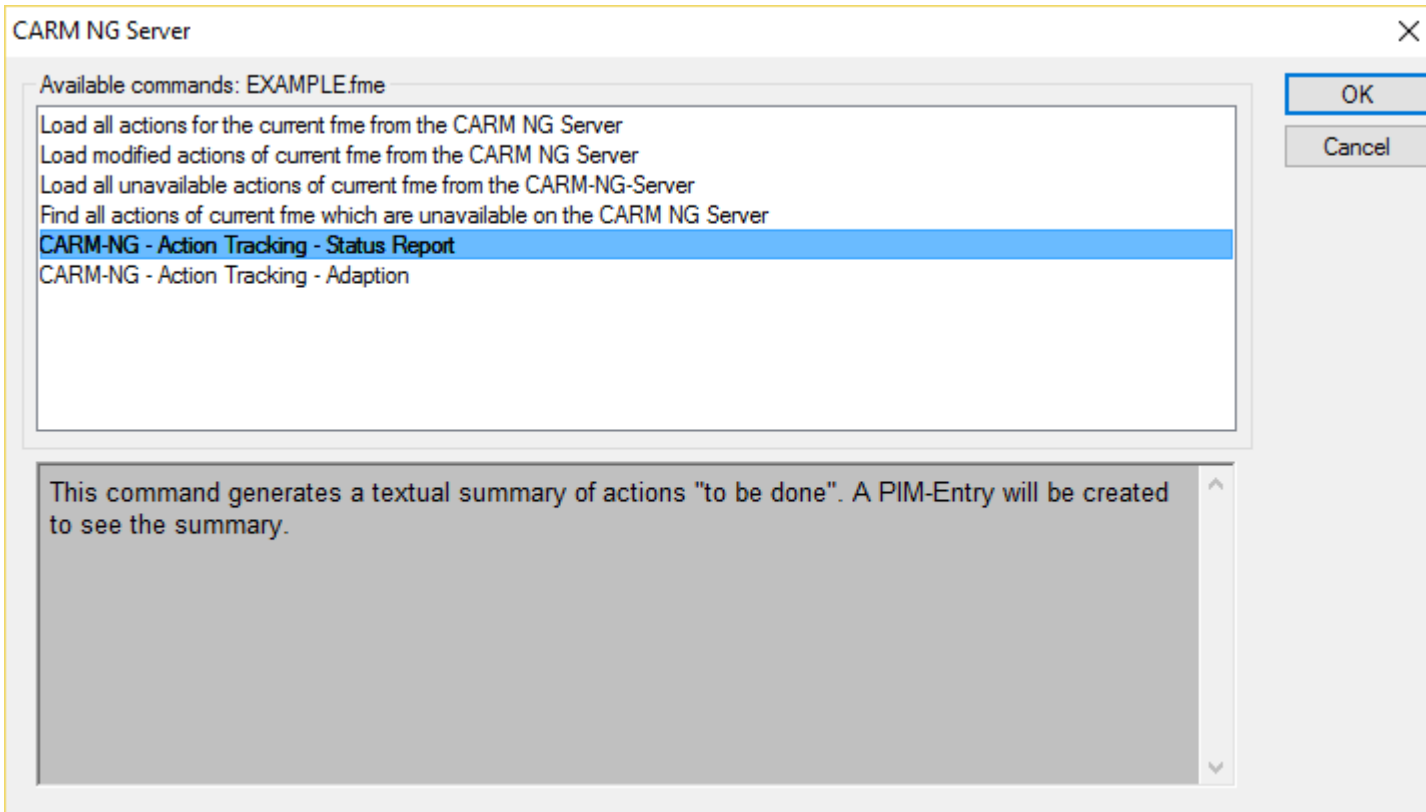 CARM NG Server
Available commands: EXAMPLE.fme
OK
Load all actions for the current fme from the CARM NG Server
Load modified actions of current fme from the CARM NG Server
Cancel
Load all unavailable actions of current fme from the CARM-NG-Server
Find all actions of current fme which are unavailable on the CARM NG Server
CARM-NG - Action Tracking - Status Report
CARM-NG - Action Tracking - Adaption
This command generates a textual summary of actions "to be done". A PIM-Entry will be created
to see the summary.